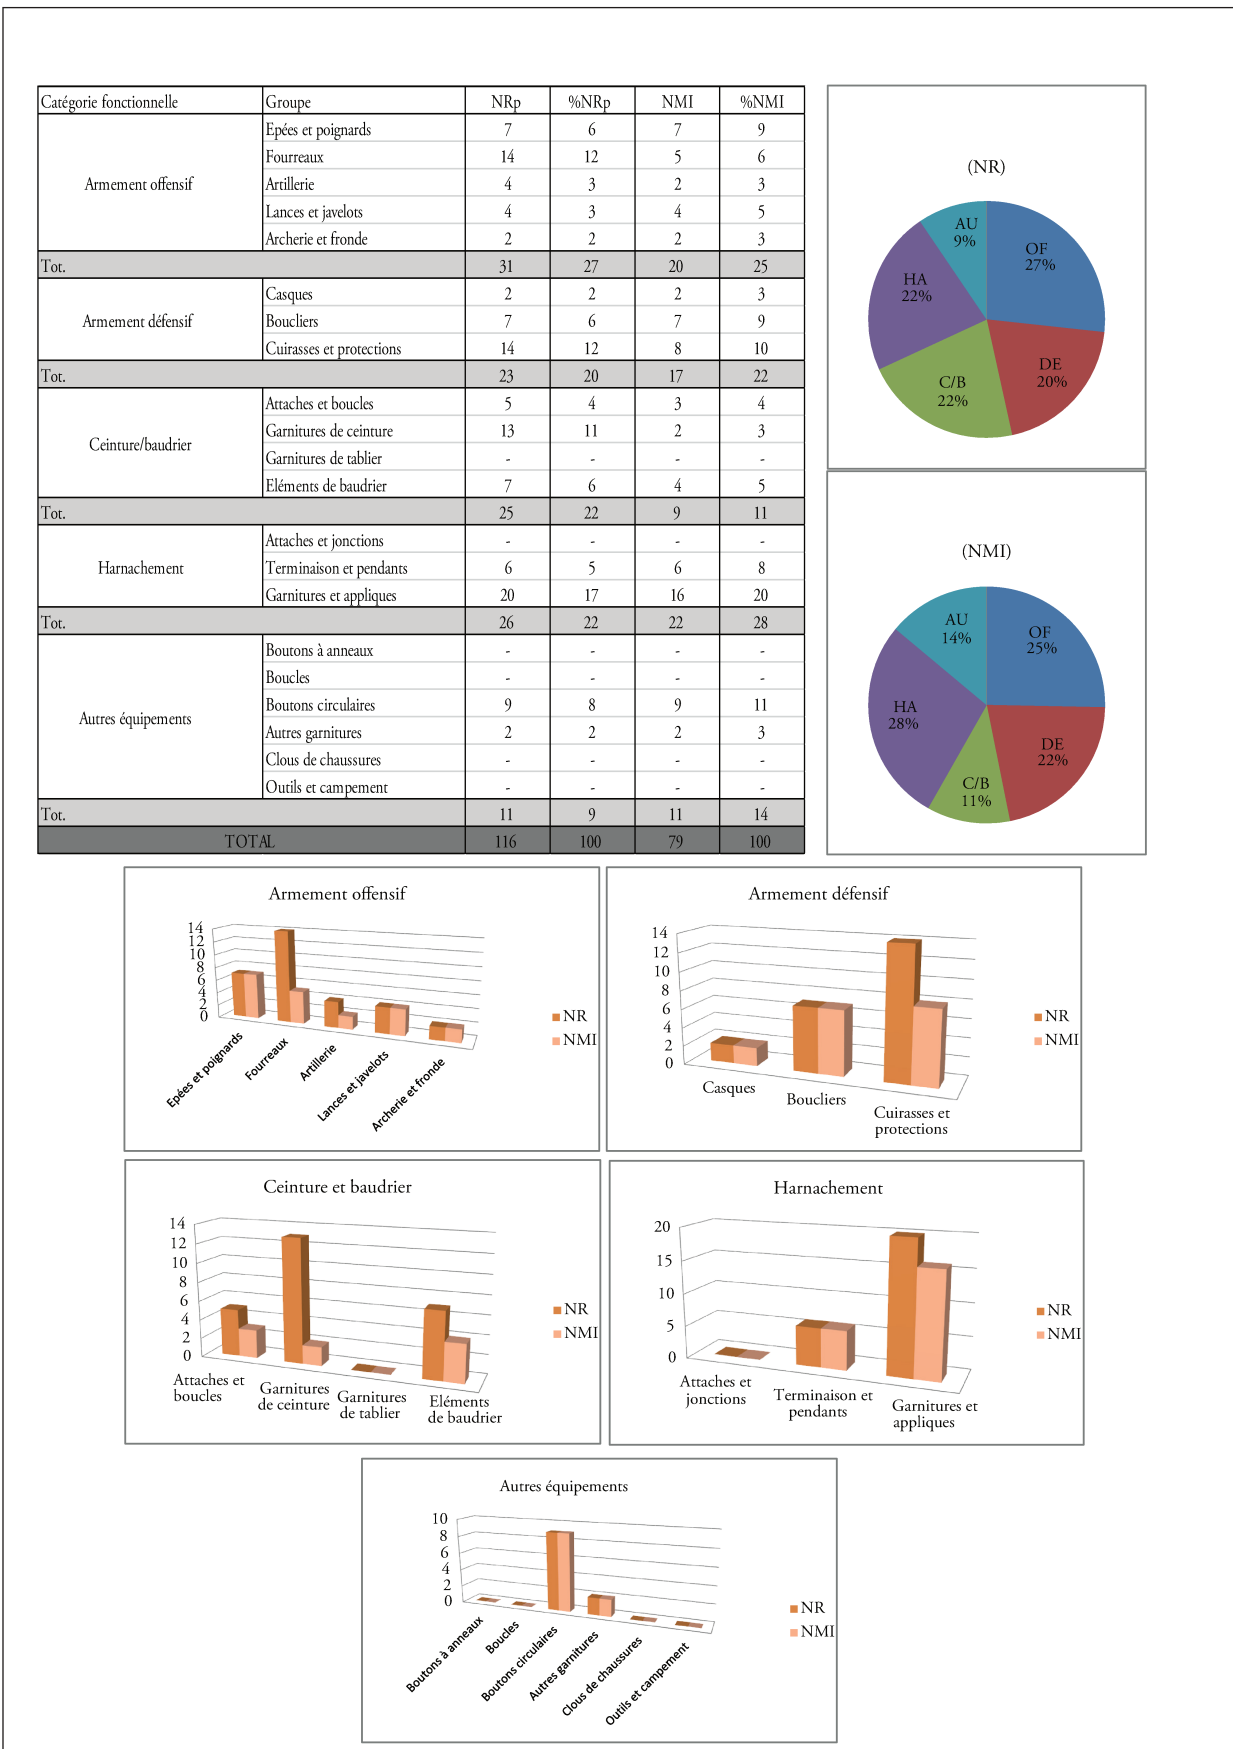 Catégorie fonctionnelle Groupe NRp %NRp NMI %NMI
Armement offensif
Epées et poignards 7 6 7 9
Fourreaux 14 12 5 6
Artillerie 4 3 2 3
Lances et javelots 4 3 4 5
Archerie et fronde 2 2 2 3
Tot. 31 27 20 25
Armement défensif
Casques 2 2 2 3
Boucliers 7 6 7 9
Cuirasses et protections 14 12 8 10
Tot. 23 20 17 22
Ceinture/baudrier
Attaches et boucles 5 4 3 4
Garnitures de ceinture 13 11 2 3
Garnitures de tablier - - - -
Eléments de baudrier 7 6 4 5
Tot. 25 22 9 11
Harnachement
Attaches et jonctions - - - -
Terminaison et pendants 6 5 6 8
Garnitures et appliques 20 17 16 20
Tot. 26 22 22 28
Autres équipements
Boutons à anneaux - - - -
Boucles - - - -
Boutons circulaires 9 8 9 11
Autres garnitures 2 2 2 3
Clous de chaussures - - - -
Outils et campement - - - -
Tot. 11 9 11 14
TOTAL 116 100 79 100
(NR)
AU
9%
OF
27%
HA
22%
DE
20%
C/B
22%
(NMI)
AU
14%
OF
25%
HA
28%
DE
22%
C/B
11%
Armement offensif
14
12
10
8
6
4
2
0
Epées et poignards
Fourreaux
Artillerie
Lances et javelots
Archerie et fronde
NR
NMI
Armement défensif
14
12
10
8
6
4
2
0
Casques
Boucliers
Cuirasses et
protections
NR
NMI
Ceinture et baudrier
14
12
10
8
6
4
2
0
Attaches et
boucles
Garnitures
de ceinture
Garnitures
de tablier
Eléments
de baudrier
NR
NMI
Harnachement
20
15
10
5
0
Attaches et
jonctions
Terminaison et
pendants
Garnitures et
appliques
NR
NMI
Autres équipements
10
8
6
4
2
0
Boutons à anneaux
Boucles
Boutons circulaires
Autres garnitures
Clous de chaussures
Outils et campement
NR
NMI